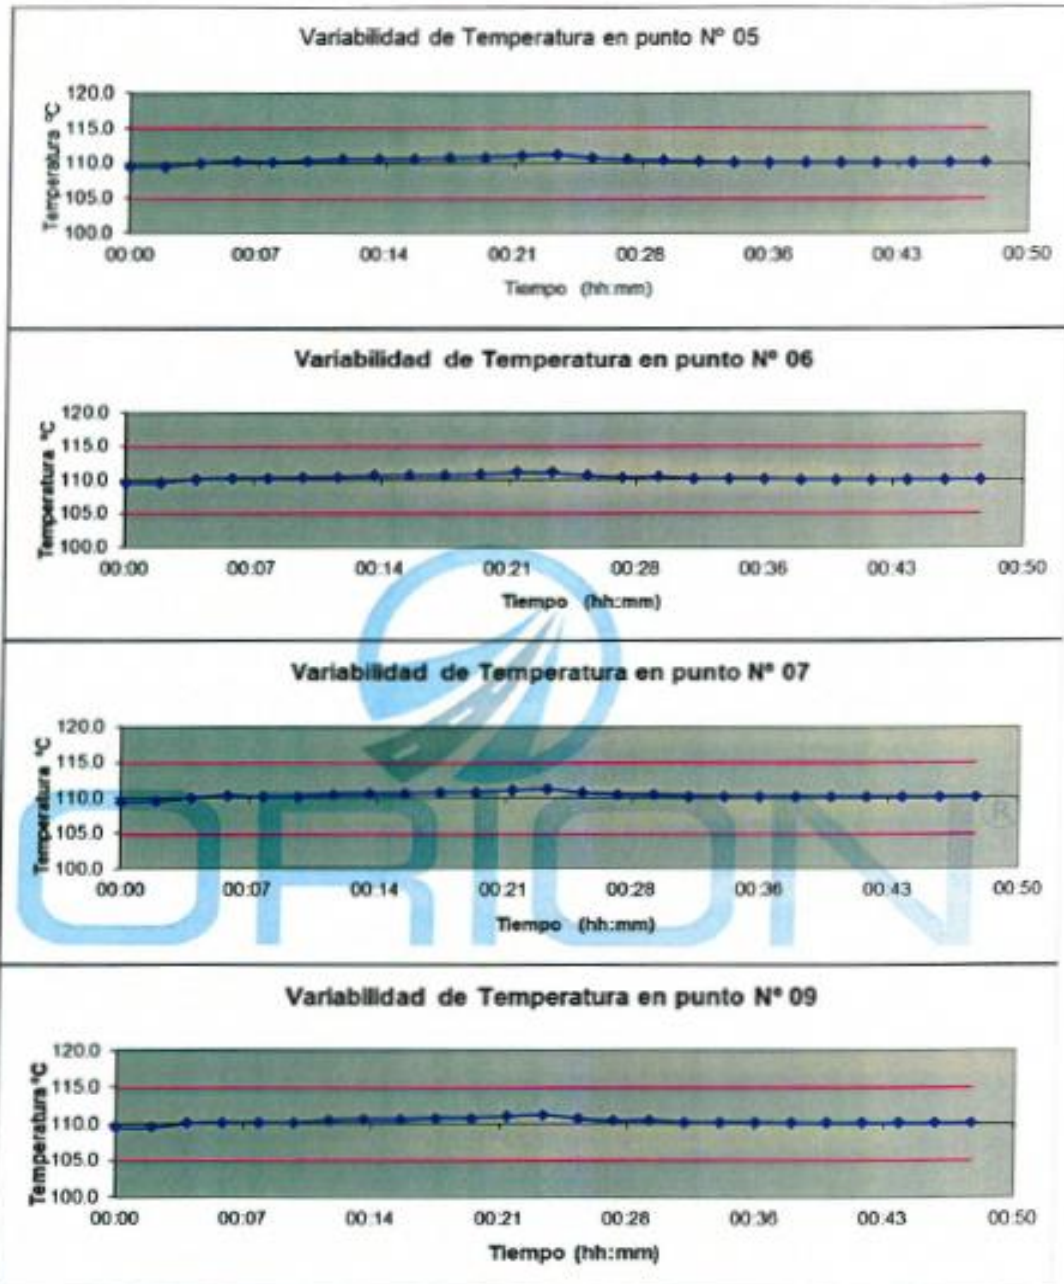 Variabilidad de Temperatura en punto Nº 05
Temperatura ºC
120.0
115.0
110.0
105.0
100.0
00:00 00:07 00:14 00:21 00:28 00:36 00:43 00:50
Tiempo (hh:mm)
Variabilidad de Temperatura en punto Nº 06
Temperatura ºC
120.0
115.0
110.0
105.0
100.0
00:00 00:07 00:14 00:21 00:28 00:36 00:43 00:50
Tiempo (hh:mm)
Variabilidad de Temperatura en punto Nº 07
Temperatura ºC
120.0
115.0
110.0
105.0
100.0
00:00 00:07 00:14 00:21 00:28 00:36 00:43 00:50
Tiempo (hh:mm)
ORION®
Variabilidad de Temperatura en punto Nº 09
Temperatura ºC
120.0
115.0
110.0
105.0
100.0
00:00 00:07 00:14 00:21 00:28 00:36 00:43 00:50
Tiempo (hh:mm)